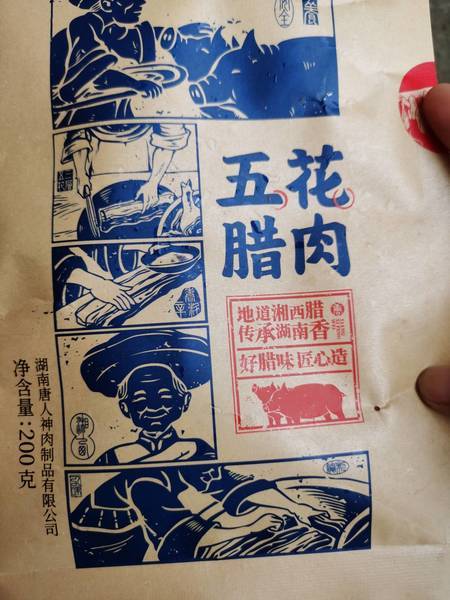 五花
腊肉
地道湘西腊
传承湖南香
好腊味 匠心造
湖南唐人神肉制品有限公司
净含量:200克